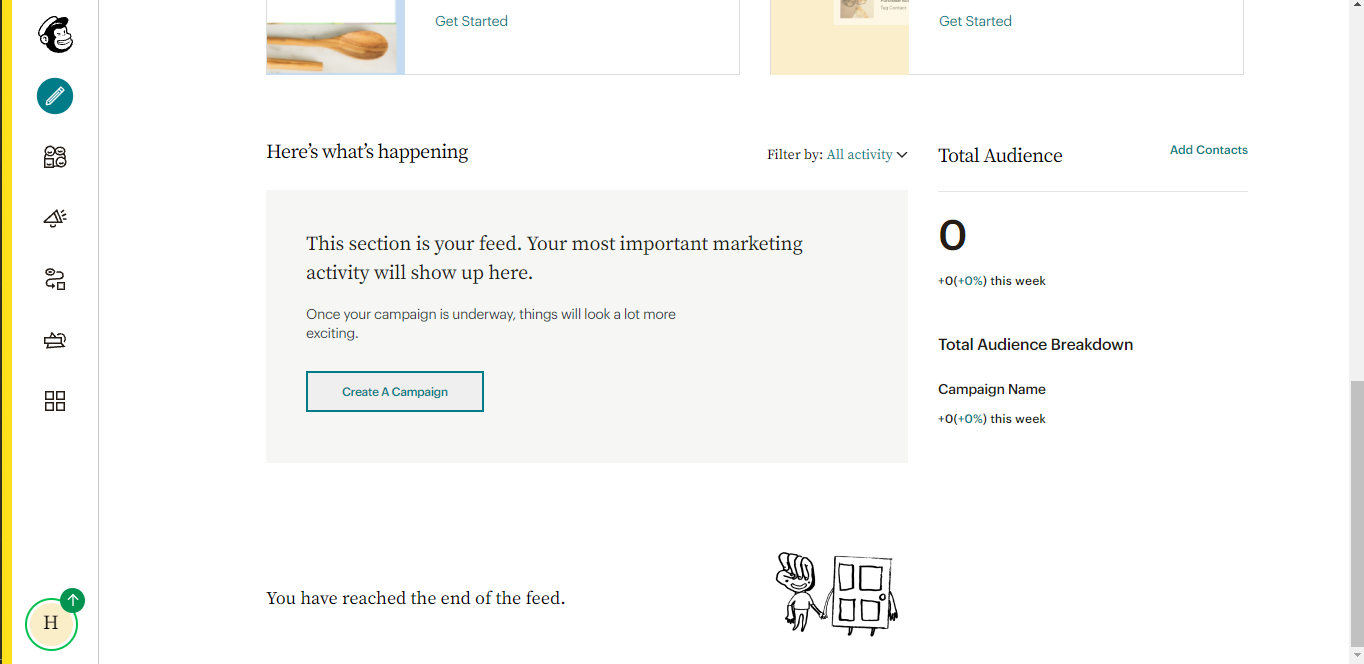 Get Started
Get Started
Tag Contact
Here's what's happening
Filter by: All activity
This section is your feed. Your most important marketing
activity will show up here.
Once your campaign is underway, things will look a lot more
exciting.
Create A Campaign
Total Audience
Add Contacts
0
+0(+0%) this week
Total Audience Breakdown
Campaign Name
+0(+0%) this week
You have reached the end of the feed.
H